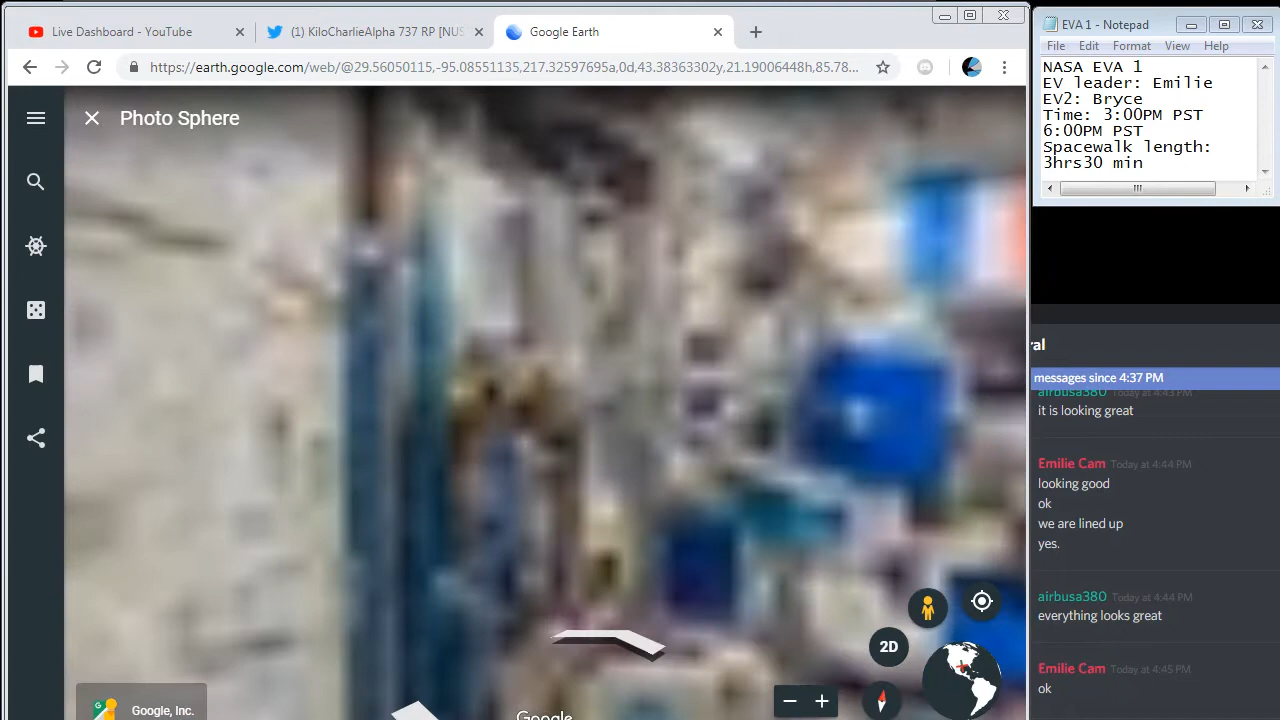 Live Dashboard - YouTube
(1) KiloCharlieAlpha 737 RP [NUS
Google Earth
EVA 1 - Notepad
File Edit Format View Help
https://earth.google.com/web/@29.56050115,-95.08551135,217.32597695a,0d,43.38363302y,21.19006448h,85.78...
NASA EVA 1
EV leader: Emilie
EV2: Bryce
Time: 3:00PM PST
6:00PM PST
Spacewalk length:
3hrs30 min
Photo Sphere
ral
messages since 4:37 PM
airbusa380 Today at 4:43 PM
it is looking great
Emilie Cam Today at 4:44 PM
looking good
ok
we are lined up
yes.
airbusa380 Today at 4:44 PM
everything looks great
Emilie Cam Today at 4:45 PM
ok
2D
Google, Inc.
Google